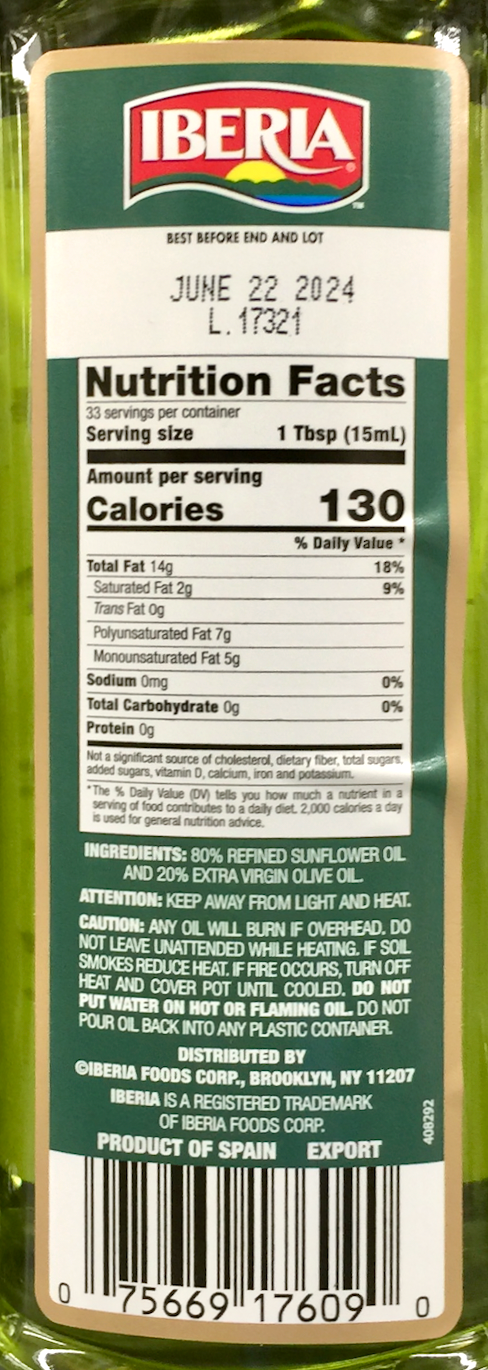 IBERIA
®
™
BEST BEFORE END AND LOT
JUNE 22 2024
L.17321
Nutrition Facts
33 servings per container
Serving size 1 Tbsp (15mL)
Amount per serving
Calories 130
% Daily Value *
Total Fat 14g 18%
Saturated Fat 2g 9%
Trans Fat 0g
Polyunsaturated Fat 7g
Monounsaturated Fat 5g
Sodium 0mg 0%
Total Carbohydrate 0g 0%
Protein 0g
Not a significant source of cholesterol, dietary fiber, total sugars,
added sugars, vitamin D, calcium, iron and potassium.
*The % Daily Value (DV) tells you how much a nutrient in a
serving of food contributes to a daily diet. 2,000 calories a day
is used for general nutrition advice.
INGREDIENTS: 80% REFINED SUNFLOWER OIL
AND 20% EXTRA VIRGIN OLIVE OIL.
ATTENTION: KEEP AWAY FROM LIGHT AND HEAT.
CAUTION: ANY OIL WILL BURN IF OVERHEAD. DO
NOT LEAVE UNATTENDED WHILE HEATING. IF SOIL
SMOKES REDUCE HEAT. IF FIRE OCCURS, TURN OFF
HEAT AND COVER POT UNTIL COOLED. DO NOT
PUT WATER ON HOT OR FLAMING OIL. DO NOT
POUR OIL BACK INTO ANY PLASTIC CONTAINER.
DISTRIBUTED BY
©IBERIA FOODS CORP., BROOKLYN, NY 11207
IBERIA IS A REGISTERED TRADEMARK
OF IBERIA FOODS CORP.
PRODUCT OF SPAIN EXPORT
408292
0 75669 17609 0